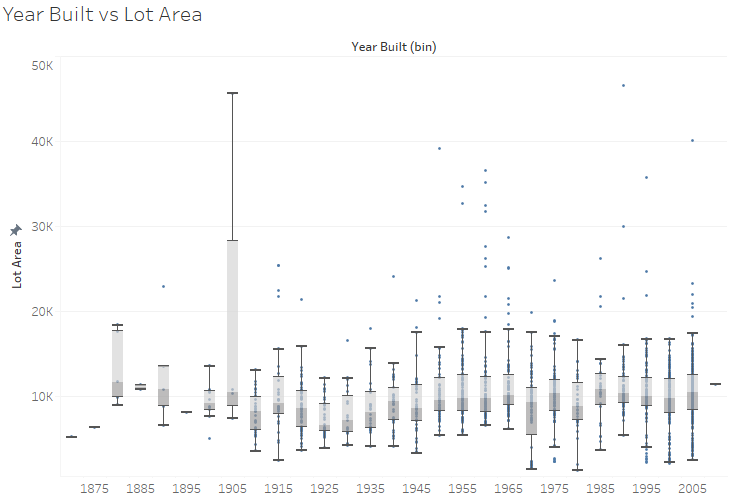 Year Built vs Lot Area
Year Built (bin)
50K
40K
30K
20K
10K
Lot Area
1875 1885 1895 1905 1915 1925 1935 1945 1955 1965 1975 1985 1995 2005